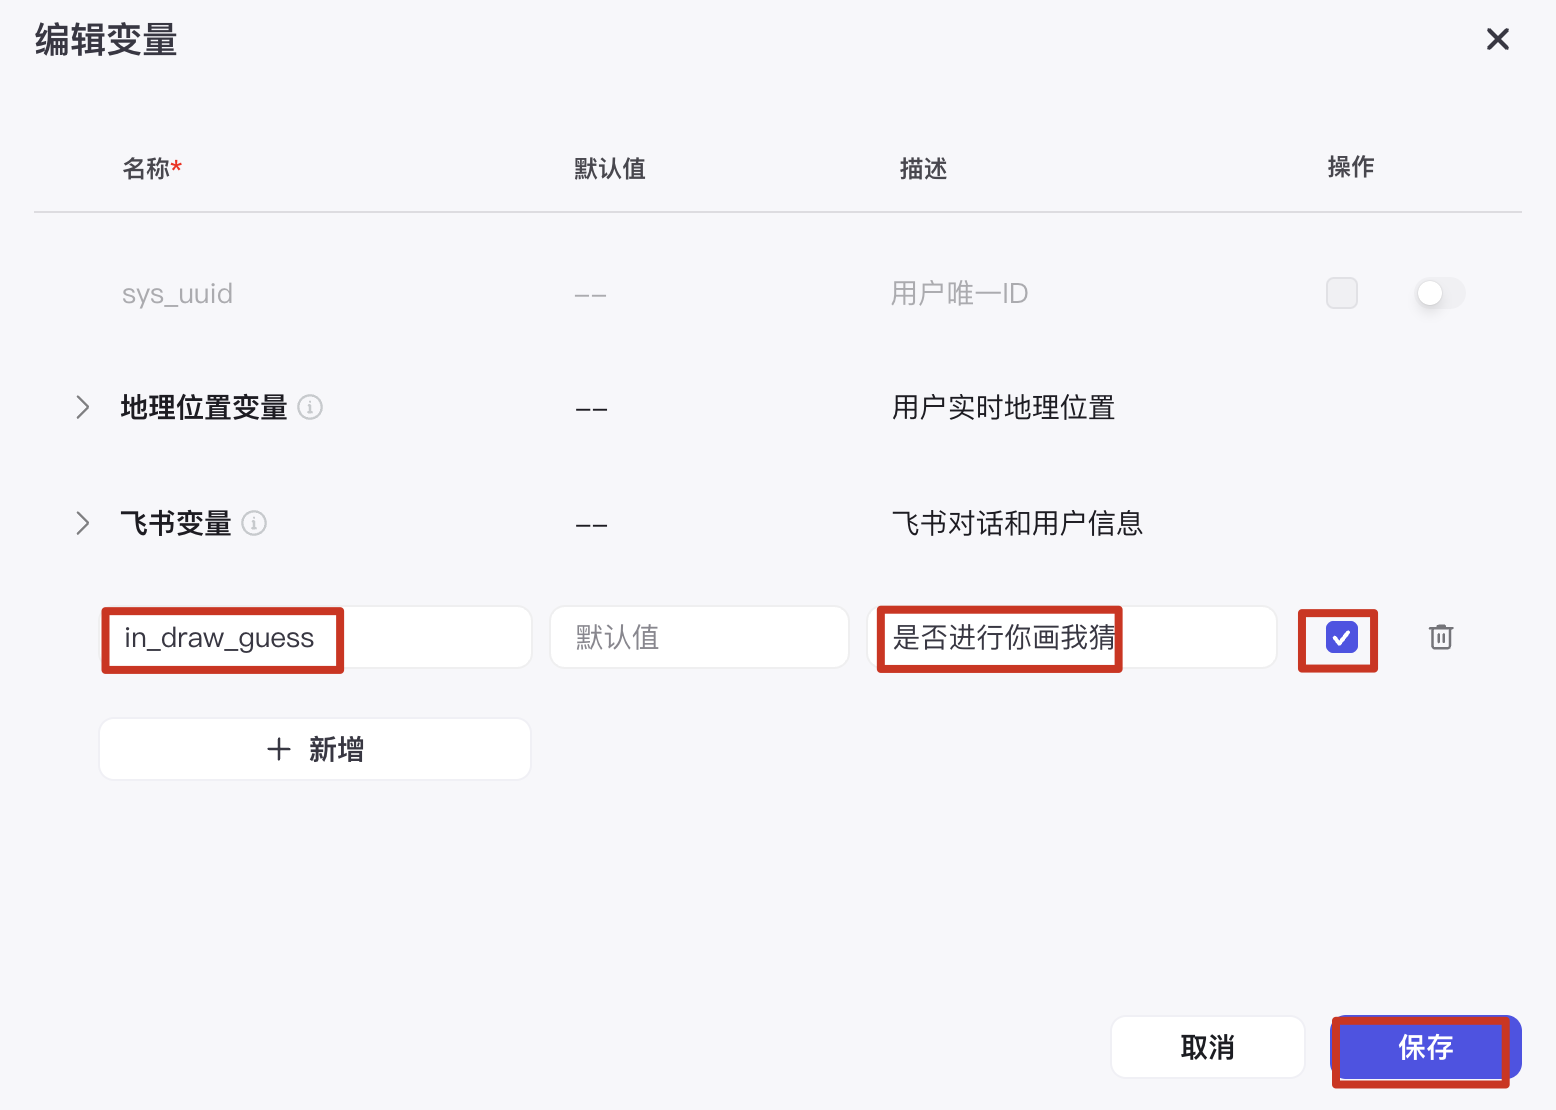 编辑变量
名称* 默认值 描述 操作
sys_uuid -- 用户唯一ID
地理位置变量 -- 用户实时地理位置
飞书变量 -- 飞书对话和用户信息
in_draw_guess 默认值 是否进行你画我猜
+ 新增
取消 保存